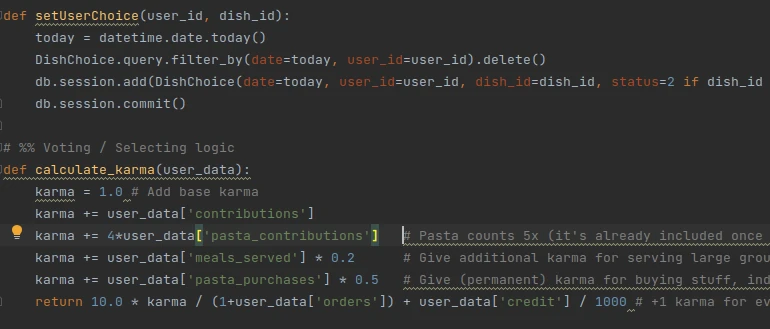 def setUserChoice(user_id, dish_id):
    today = datetime.date.today()
    DishChoice.query.filter_by(date=today, user_id=user_id).delete()
    db.session.add(DishChoice(date=today, user_id=user_id, dish_id=dish_id, status=2 if dish_id
    db.session.commit()
# %% Voting / Selecting logic
def calculate_karma(user_data):
    karma = 1.0 # Add base karma
    karma += user_data['contributions']
    karma += 4*user_data['pasta_contributions']   # Pasta counts 5x (it's already included once
    karma += user_data['meals_served'] * 0.2      # Give additional karma for serving large grou
    karma += user_data['pasta_purchases'] * 0.5   # Give (permanent) karma for buying stuff, ind
    return 10.0 * karma / (1+user_data['orders']) + user_data['credit'] / 1000 # +1 karma for ev